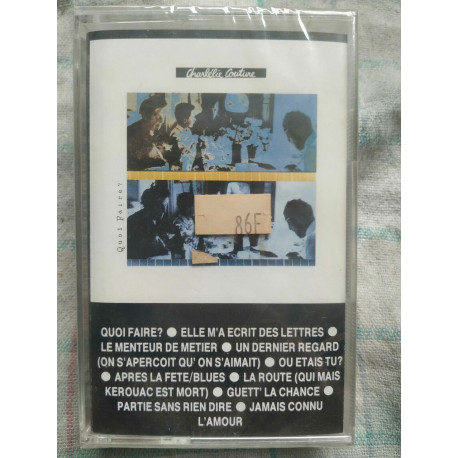 Charlélie Couture
Quoi Faire?
86F
QUOI FAIRE? ● ELLE M'A ECRIT DES LETTRES ●
LE MENTEUR DE METIER ● UN DERNIER REGARD
(ON S'APERCOIT QU' ON S'AIMAIT) ● OU ETAIS TU?
● APRES LA FETE/BLUES ● LA ROUTE (QUI MAIS
KEROUAC EST MORT) ● GUETT' LA CHANCE ●
PARTIE SANS RIEN DIRE ● JAMAIS CONNU
L'AMOUR